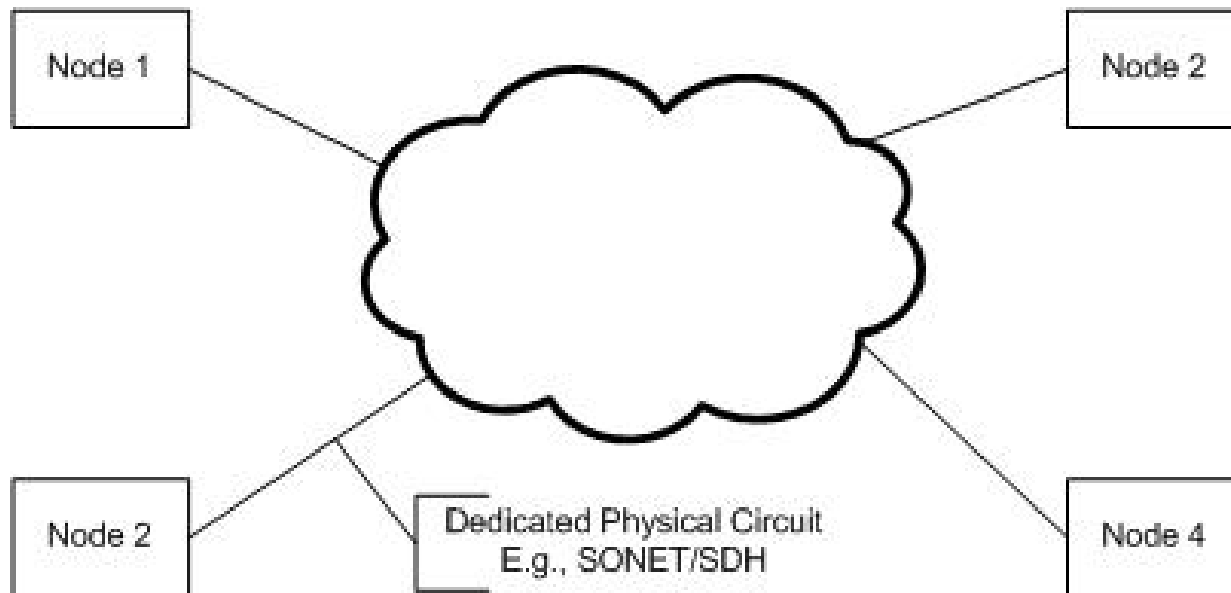 Node 1
Node 2
Node 2
Dedicated Physical Circuit
E.g., SONET/SDH
Node 4